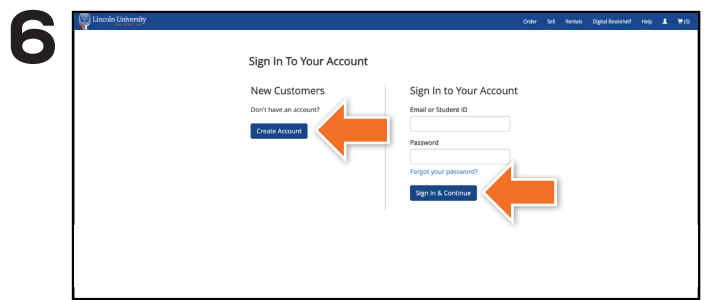 6
Lincoln University
Order Sell Rentals Digital Bookshelf Help (0)
Sign In To Your Account
New Customers
Don't have an account?
Create Account
Sign In to Your Account
Email or Student ID
Password
Forgot your password?
Sign In & Continue